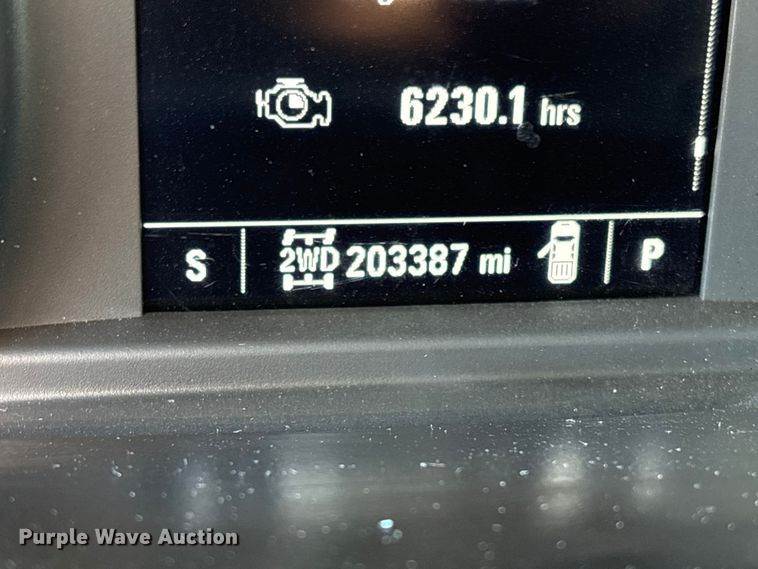 6230.1 hrs
S 2WD 203387 mi P
Purple Wave Auction